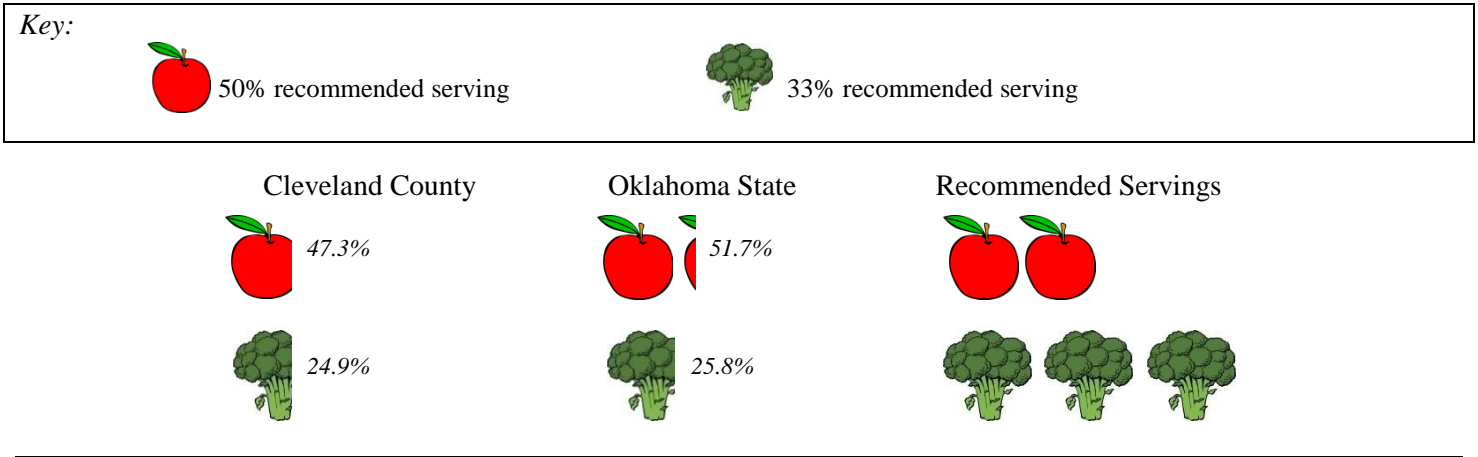 Key:
50% recommended serving 33% recommended serving
Cleveland County Oklahoma State Recommended Servings
47.3% 51.7%
24.9% 25.8%